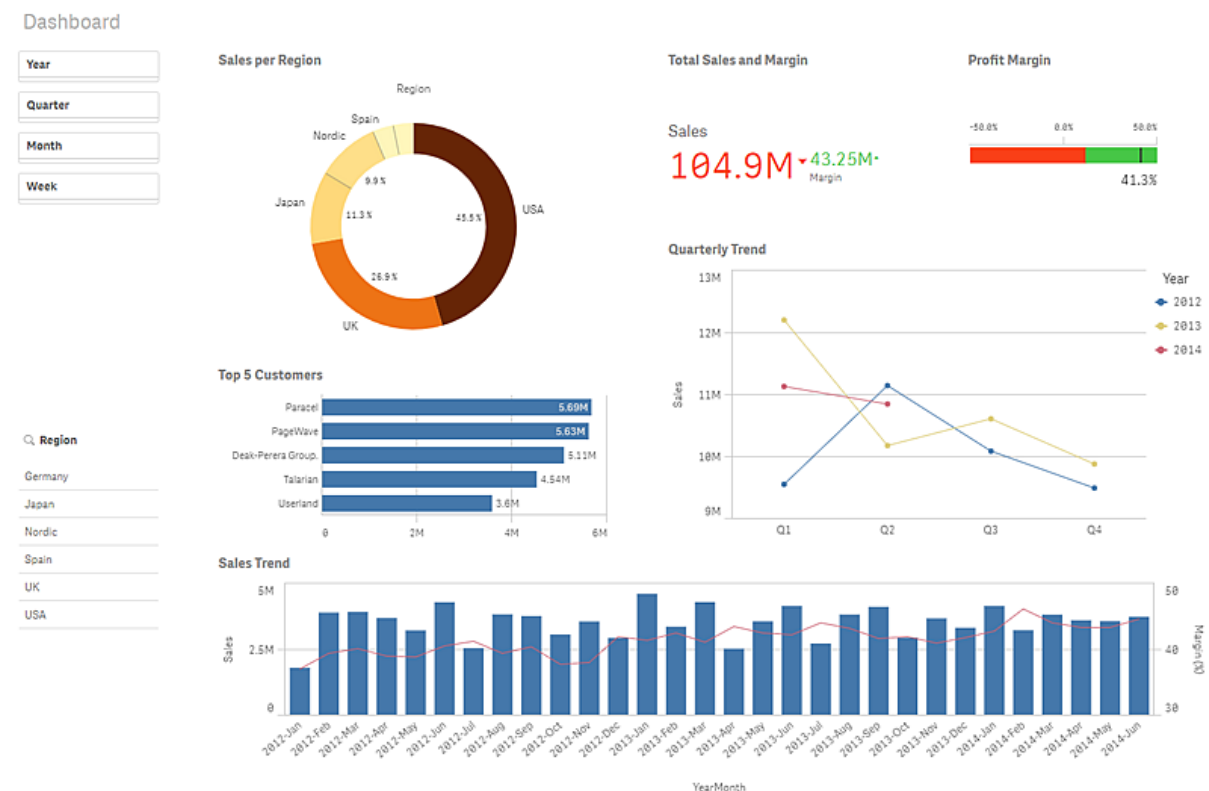 Dashboard
Year
Quarter
Month
Week
Region
Germany
Japan
Nordic
Spain
UK
USA
Sales per Region
Region
Spain
Nordic
Japan
USA
UK
9.9%
11.3%
45.5%
26.9%
Total Sales and Margin
Sales
104.9M
43.25M
Margin
Profit Margin
-50.0% 0.0% 50.0%
41.3%
Top 5 Customers
Paracel 5.69M
PageWave 5.63M
Deak-Perera Group. 5.11M
Talarian 4.54M
Userland 3.6M
0 2M 4M 6M
Quarterly Trend
13M
12M
11M
10M
9M
Sales
Q1 Q2 Q3 Q4
Year
2012
2013
2014
Sales Trend
5M
2.5M
0
Sales
50
40
30
Margin (%)
2012-Jan 2012-Feb 2012-Mar 2012-Apr 2012-May 2012-Jun 2012-Jul 2012-Aug 2012-Sep 2012-Oct 2012-Nov 2012-Dec 2013-Jan 2013-Feb 2013-Mar 2013-Apr 2013-May 2013-Jun 2013-Jul 2013-Aug 2013-Sep 2013-Oct 2013-Nov 2013-Dec 2014-Jan 2014-Feb 2014-Mar 2014-Apr 2014-May 2014-Jun
YearMonth